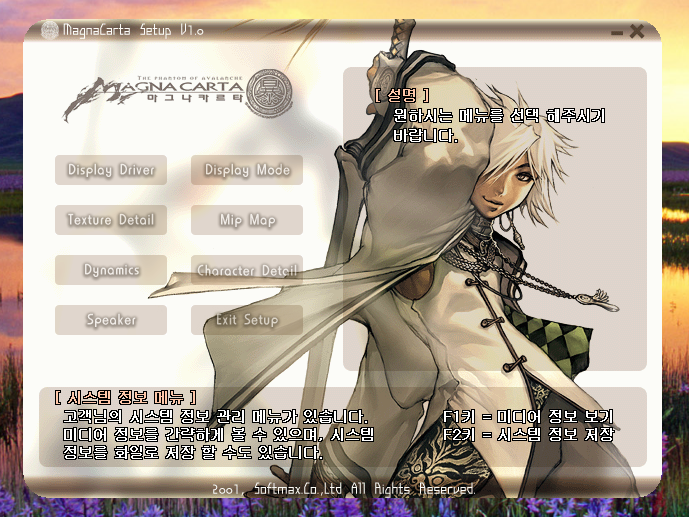 MagnaCarta Setup V1.0
THE PHANTOM OF AVALANCHE
MAGNACARTA
마그나카르타
[ 설명 ]
원하시는 메뉴를 선택 해주시기
바랍니다.
Display Driver
Display Mode
Texture Detail
Mip Map
Dynamics
Character Detail
Speaker
Exit Setup
[ 시스템 정보 메뉴 ]
고객님의 시스템 정보 관리 메뉴가 있습니다.
미디어 정보를 간략하게 볼 수 있으며, 시스템
정보를 화일로 저장 할 수도 있습니다.
F1키 = 미디어 정보 보기
F2키 = 시스템 정보 저장
2001, Softmax.Co.,Ltd All Rights Reserved.